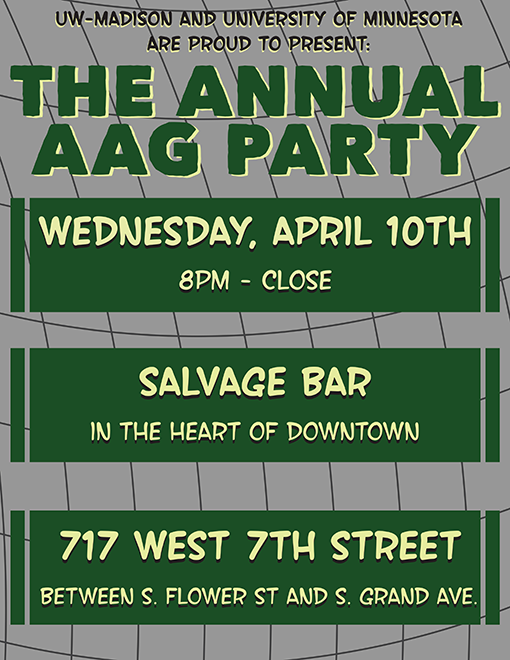 UW-MADISON AND UNIVERSITY OF MINNESOTA
ARE PROUD TO PRESENT:
THE ANNUAL
AAG PARTY
WEDNESDAY, APRIL 10TH
8PM - CLOSE
SALVAGE BAR
IN THE HEART OF DOWNTOWN
717 WEST 7TH STREET
BETWEEN S. FLOWER ST AND S. GRAND AVE.